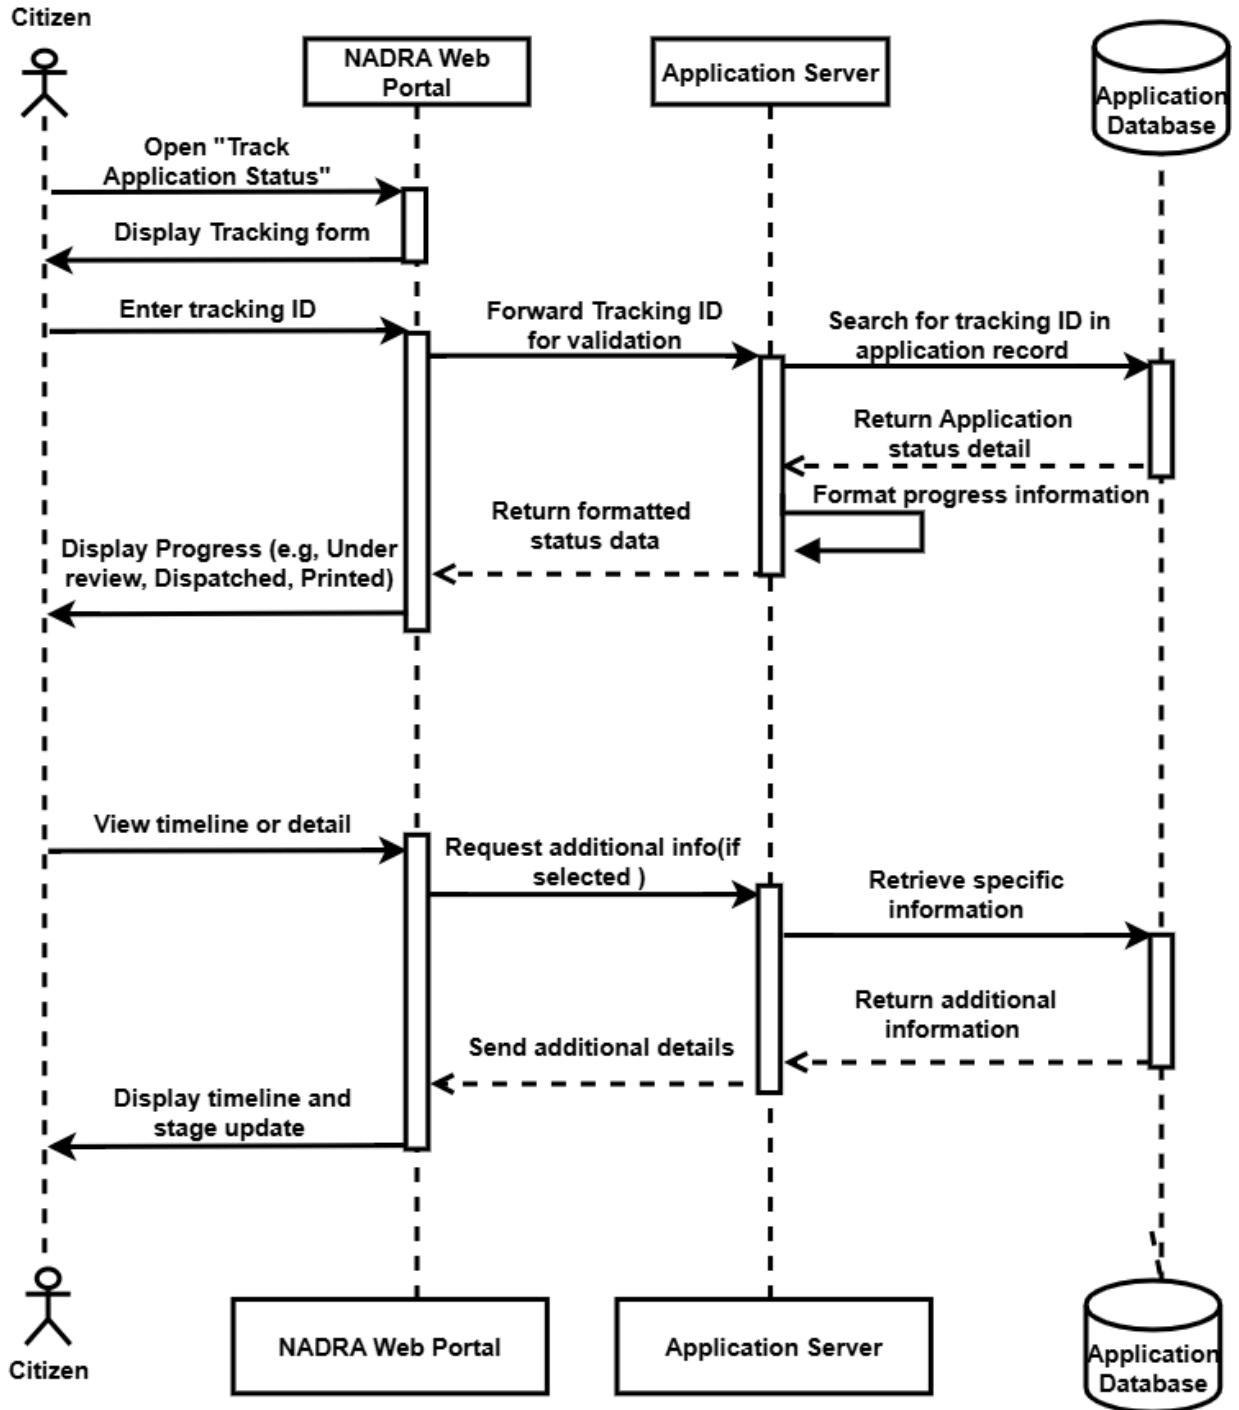 Citizen
NADRA Web
Portal
Application Server
Application
Database
Open "Track
Application Status"
Display Tracking form
Enter tracking ID
Forward Tracking ID
for validation
Search for tracking ID in
application record
Return Application
status detail
Format progress information
Return formatted
status data
Display Progress (e.g, Under
review, Dispatched, Printed)
View timeline or detail
Request additional info(if
selected )
Retrieve specific
information
Return additional
information
Send additional details
Display timeline and
stage update
Citizen
NADRA Web Portal
Application Server
Application
Database